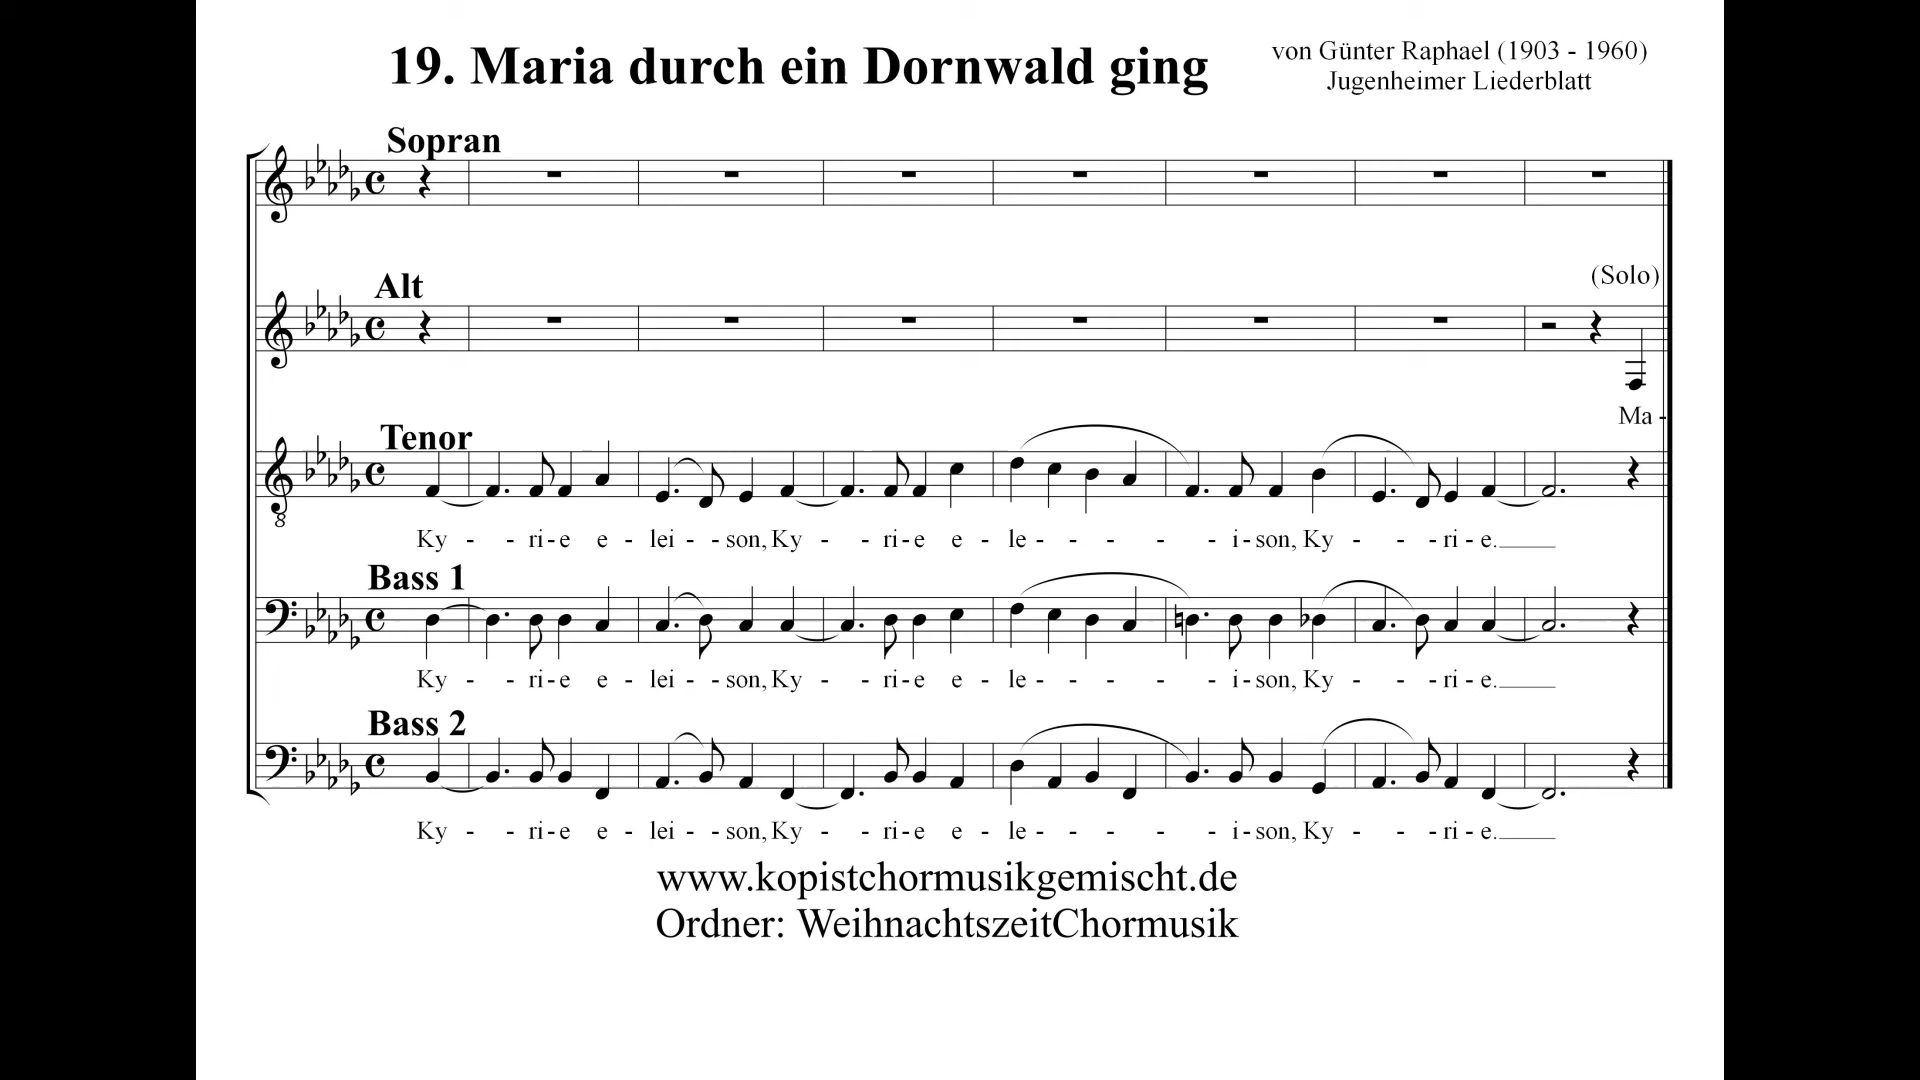 19. Maria durch ein Dornwald ging
von Günter Raphael (1903 - 1960)
Jugenheimer Liederblatt
Sopran
Alt
(Solo)
Ma -
Tenor
8
Ky - - ri - e e - lei - - son, Ky - - ri - e e - le - - - - i - son, Ky - - - ri - e.
Bass 1
Ky - - ri - e e - lei - - son, Ky - - ri - e e - le - - - - i - son, Ky - - - ri - e.
Bass 2
Ky - - ri - e e - lei - - son, Ky - - ri - e e - le - - - - i - son, Ky - - - ri - e.
www.kopistchormusikgemischt.de
Ordner: WeihnachtszeitChormusik